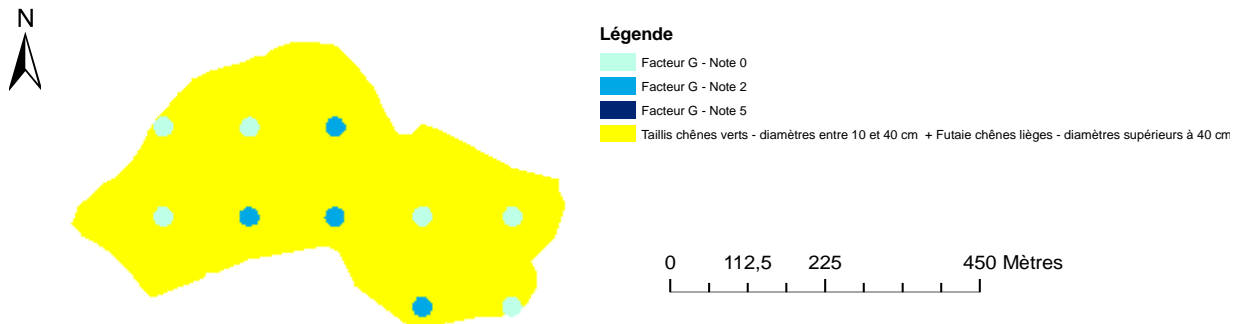 N
Légende
Facteur G - Note 0
Facteur G - Note 2
Facteur G - Note 5
Taillis chênes verts - diamètres entre 10 et 40 cm + Futaie chênes lièges - diamètres supérieurs à 40 cm
0 112,5 225 450 Mètres